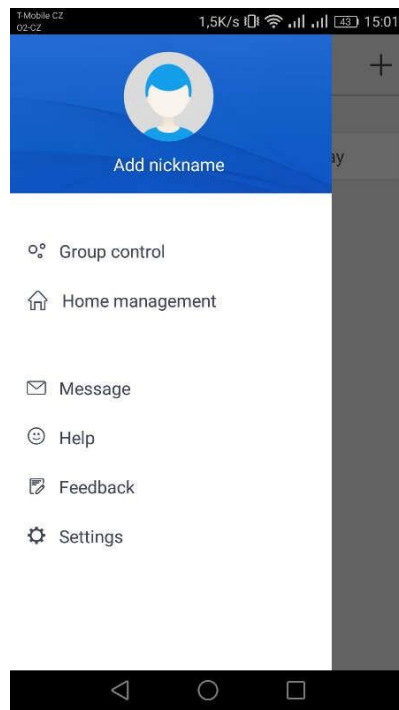 T-Mobile CZ
O2-CZ
1,5K/s 43 15:01
Add nickname
ay
Group control
Home management
Message
Help
Feedback
Settings